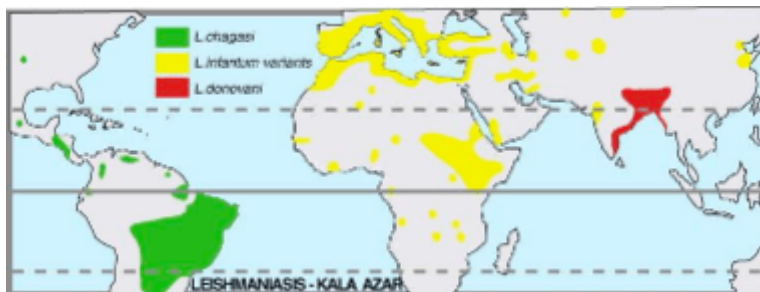 L.chagasi
L.infantum variants
L.donovani
LEISHMANIASIS - KALA AZAR